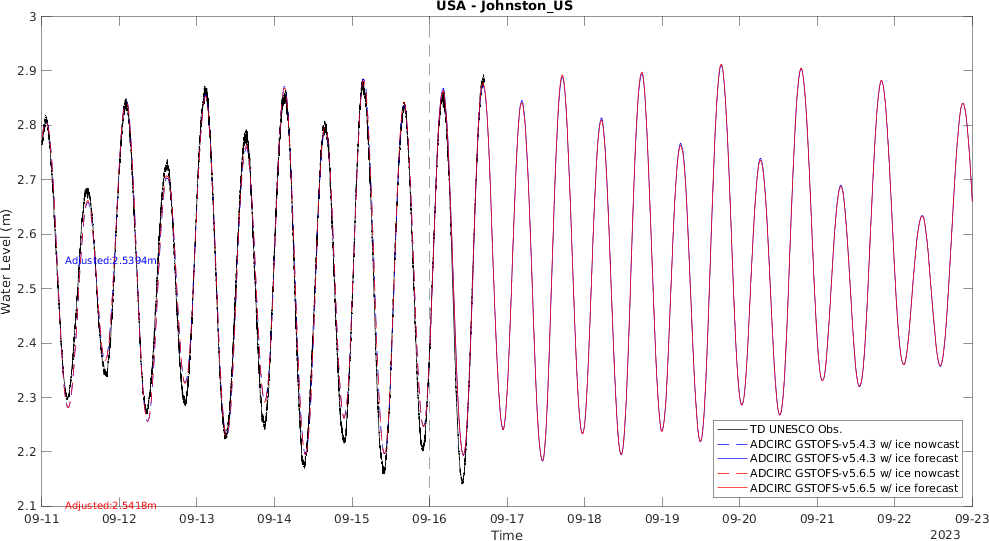 USA - Johnston_US
Water Level (m)
3
2.9
2.8
2.7
2.6
2.5
2.4
2.3
2.2
2.1
Adjusted:2.5394m
Adjusted:2.5418m
TD UNESCO Obs.
ADCIRC GSTOFS-v5.4.3 w/ ice nowcast
ADCIRC GSTOFS-v5.4.3 w/ ice forecast
ADCIRC GSTOFS-v5.6.5 w/ ice nowcast
ADCIRC GSTOFS-v5.6.5 w/ ice forecast
09-11 09-12 09-13 09-14 09-15 09-16 09-17 09-18 09-19 09-20 09-21 09-22 09-23
Time
2023